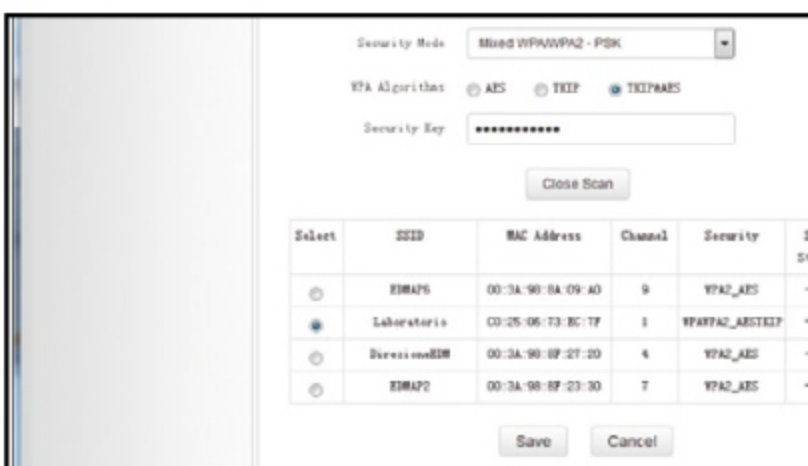 Security Mode Mixed WPA/WPA2 - PSK
WPA Algorithms AES TKIP TKIP&AES
Security Key •••••••••••
Close Scan
Select SSID MAC Address Channel Security
EDMAP6 00:3A:98:8A:09:A0 9 WPA2_AES
Laboratorio C0:25:06:73:EC:7F 1 WPAWPA2_AESTKIP
DirezioneEDM 00:3A:98:8F:27:20 4 WPA2_AES
EDMAP2 00:3A:98:8F:23:30 7 WPA2_AES
Save Cancel